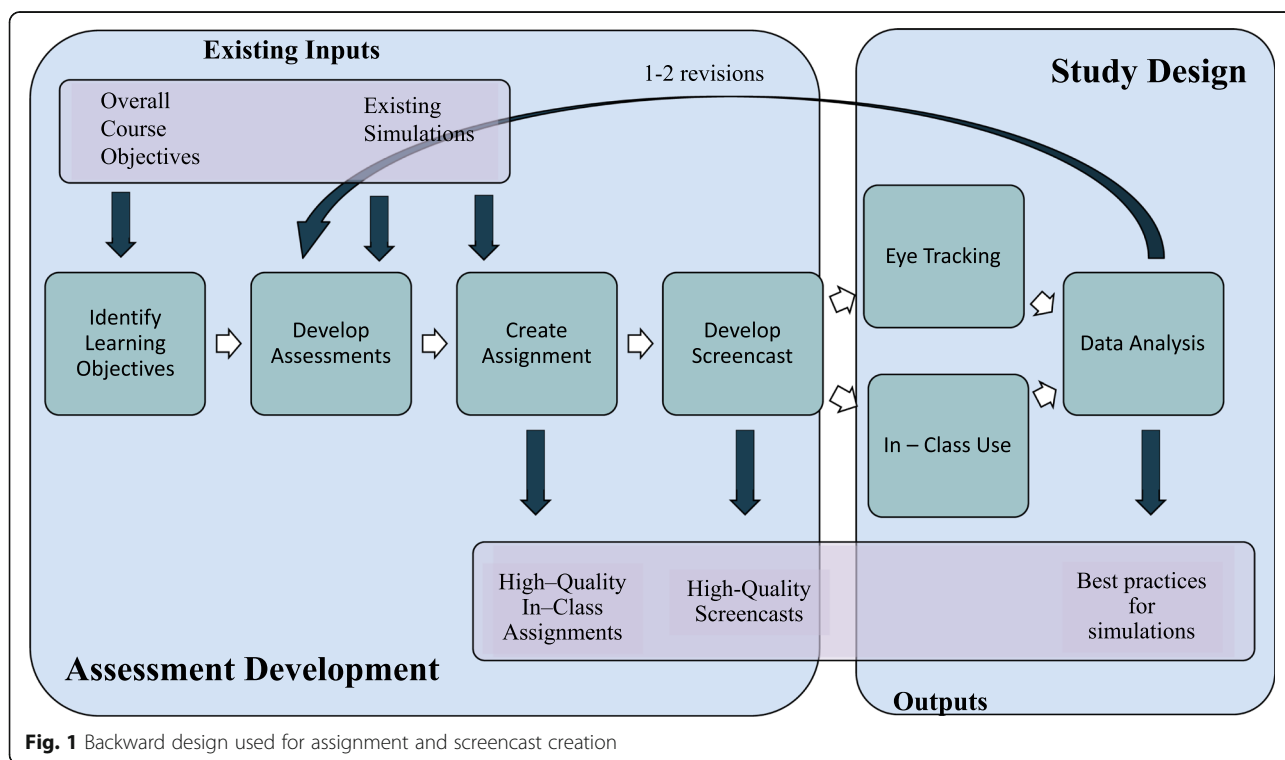 Existing Inputs
1-2 revisions
Study Design
Overall
Course
Objectives
Existing
Simulations
Identify
Learning
Objectives
Develop
Assessments
Create
Assignment
Develop
Screencast
Eye Tracking
In – Class Use
Data Analysis
High–Quality
In–Class
Assignments
High-Quality
Screencasts
Best practices
for
simulations
Assessment Development
Outputs
Fig. 1 Backward design used for assignment and screencast creation